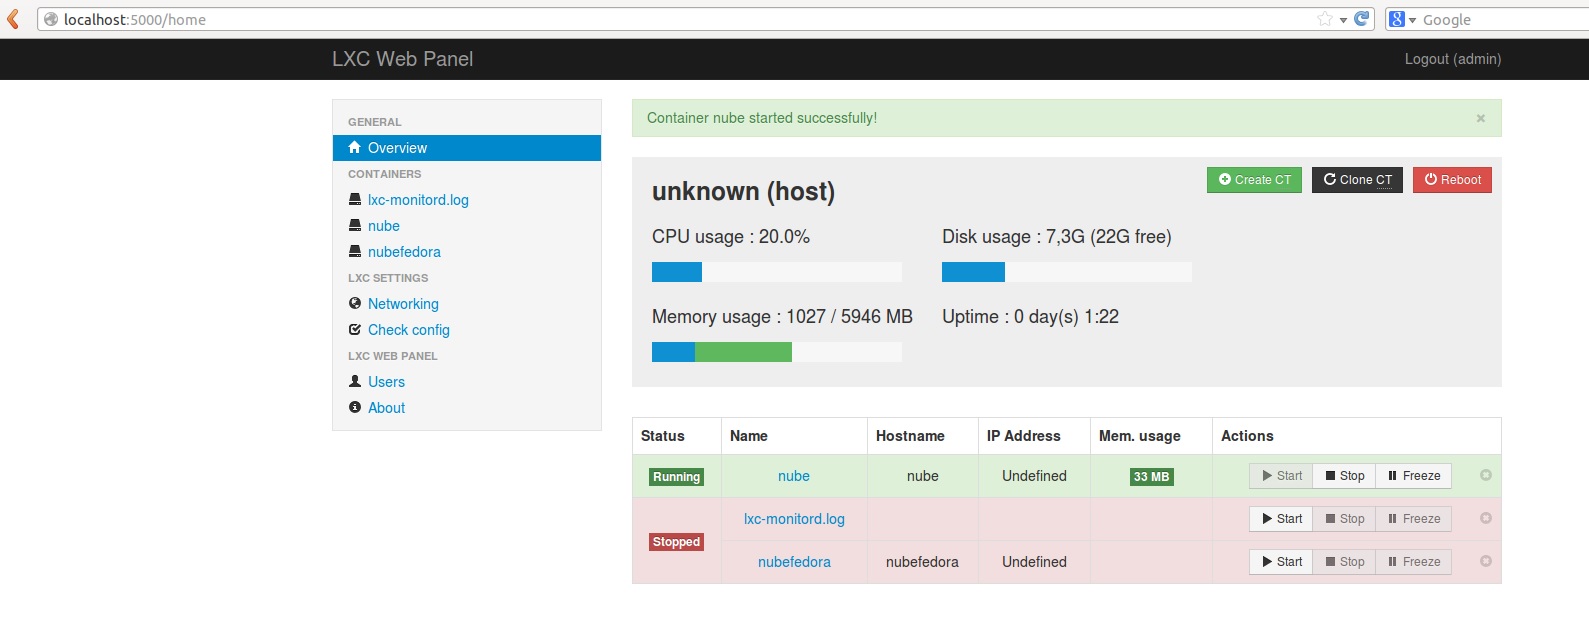 localhost:5000/home
Google
LXC Web Panel
Logout (admin)
GENERAL
Overview
CONTAINERS
lxc-monitord.log
nube
nubefedora
LXC SETTINGS
Networking
Check config
LXC WEB PANEL
Users
About
Container nube started successfully! ×
unknown (host)
Create CT Clone CT Reboot
CPU usage : 20.0% Disk usage : 7,3G (22G free)
Memory usage : 1027 / 5946 MB Uptime : 0 day(s) 1:22
Status Name Hostname IP Address Mem. usage Actions
Running nube nube Undefined 33 MB Start Stop Freeze
lxc-monitord.log Start Stop Freeze
Stopped
nubefedora nubefedora Undefined Start Stop Freeze